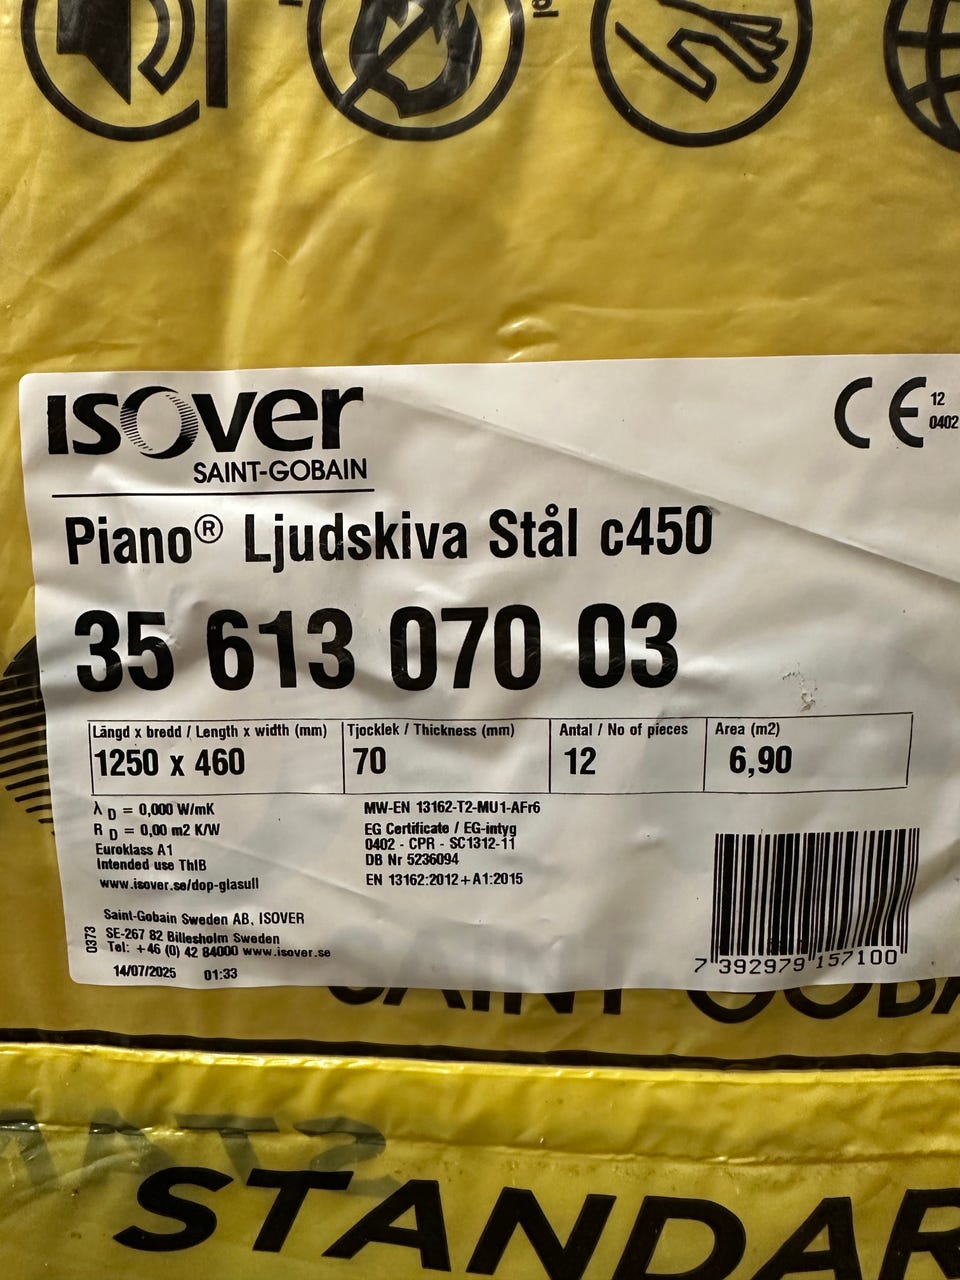 ISOVER
SAINT-GOBAIN
CE 12
0402
Piano® Ljudskiva Stål c450
35 613 070 03
Längd x bredd / Length x width (mm)
1250 x 460
Tjocklek / Thickness (mm)
70
Antal / No of pieces
12
Area (m2)
6,90
λ D = 0,000 W/mK
R D = 0,00 m2 K/W
Euroklass A1
Intended use ThIB
www.isover.se/dop-glasull
MW-EN 13162-T2-MU1-AFr6
EG Certificate / EG-intyg
0402 - CPR - SC1312-11
DB Nr 5236094
EN 13162:2012+A1:2015
Saint-Gobain Sweden AB, ISOVER
SE-267 82 Billesholm Sweden
Tel: +46 (0) 42 84000 www.isover.se
0373
14/07/2025 01:33
7 392979 157100
STANDAR